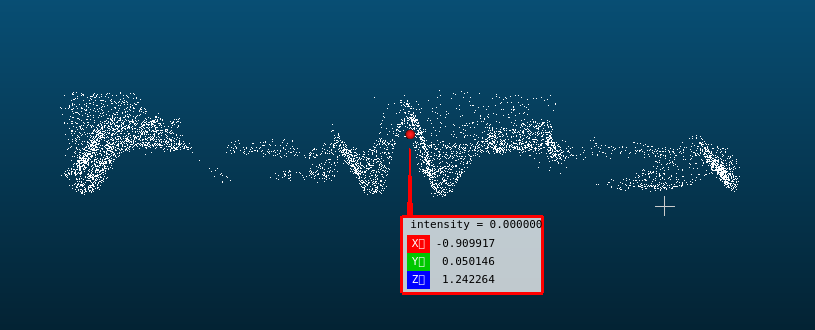 intensity = 0.000000
X -0.909917
Y 0.050146
Z 1.242264